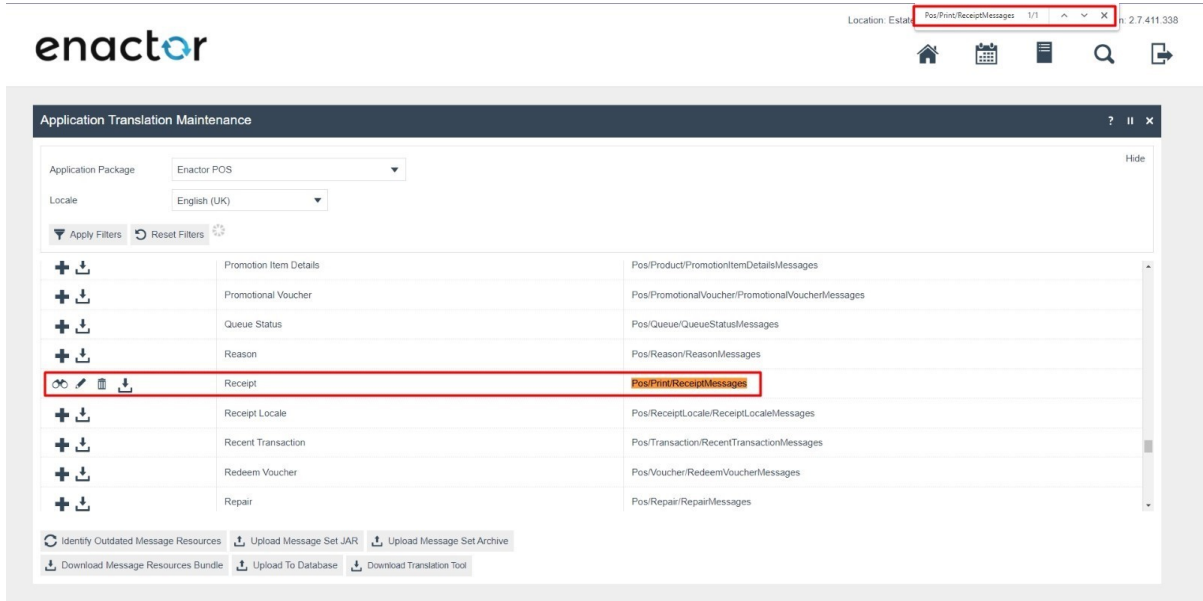 Location: Estate
Pos/Print/ReceiptMessages 1/1
n: 2.7.411.338
enactor
Application Translation Maintenance
?
Hide
Application Package Enactor POS
Locale English (UK)
Apply Filters Reset Filters
Promotion Item Details Pos/Product/PromotionItemDetailsMessages
Promotional Voucher Pos/PromotionalVoucher/PromotionalVoucherMessages
Queue Status Pos/Queue/QueueStatusMessages
Reason Pos/Reason/ReasonMessages
Receipt Pos/Print/ReceiptMessages
Receipt Locale Pos/ReceiptLocale/ReceiptLocaleMessages
Recent Transaction Pos/Transaction/RecentTransactionMessages
Redeem Voucher Pos/Voucher/RedeemVoucherMessages
Repair Pos/Repair/RepairMessages
Identify Outdated Message Resources Upload Message Set JAR Upload Message Set Archive
Download Message Resources Bundle Upload To Database Download Translation Tool